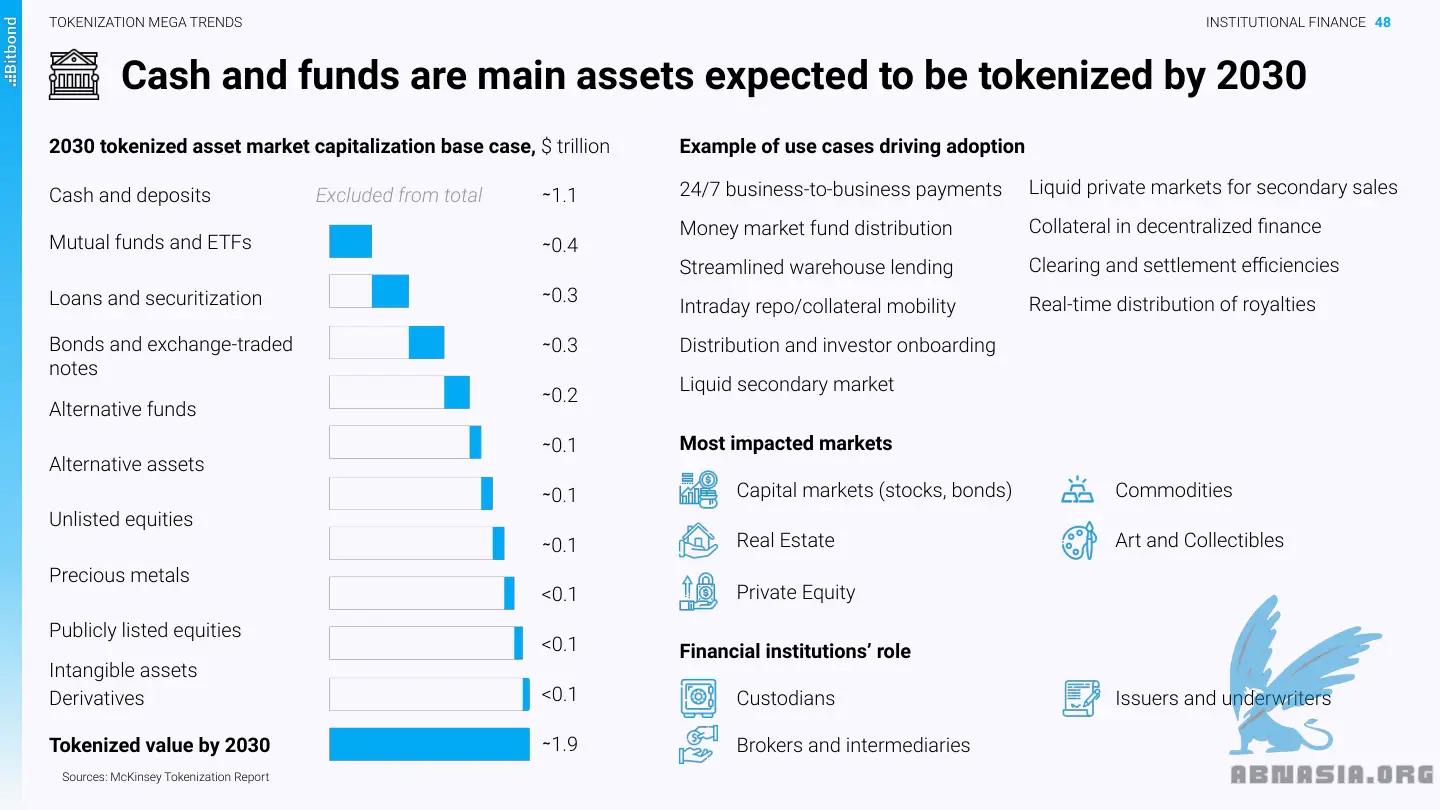 TOKENIZATION MEGA TRENDS
INSTITUTIONAL FINANCE 48
Bitbond
Cash and funds are main assets expected to be tokenized by 2030
2030 tokenized asset market capitalization base case, $ trillion
Cash and deposits Excluded from total ~1.1
Mutual funds and ETFs ~0.4
Loans and securitization ~0.3
Bonds and exchange-traded ~0.3
notes
Alternative funds ~0.2
Alternative assets ~0.1
Unlisted equities ~0.1
Precious metals ~0.1
Publicly listed equities <0.1
Intangible assets <0.1
Derivatives <0.1
Tokenized value by 2030 ~1.9
Sources: McKinsey Tokenization Report
Example of use cases driving adoption
24/7 business-to-business payments
Money market fund distribution
Streamlined warehouse lending
Intraday repo/collateral mobility
Distribution and investor onboarding
Liquid secondary market
Liquid private markets for secondary sales
Collateral in decentralized finance
Clearing and settlement efficiencies
Real-time distribution of royalties
Most impacted markets
Capital markets (stocks, bonds)
Real Estate
Private Equity
Commodities
Art and Collectibles
Financial institutions’ role
Custodians
Brokers and intermediaries
Issuers and underwriters
ABMASIA.ORG